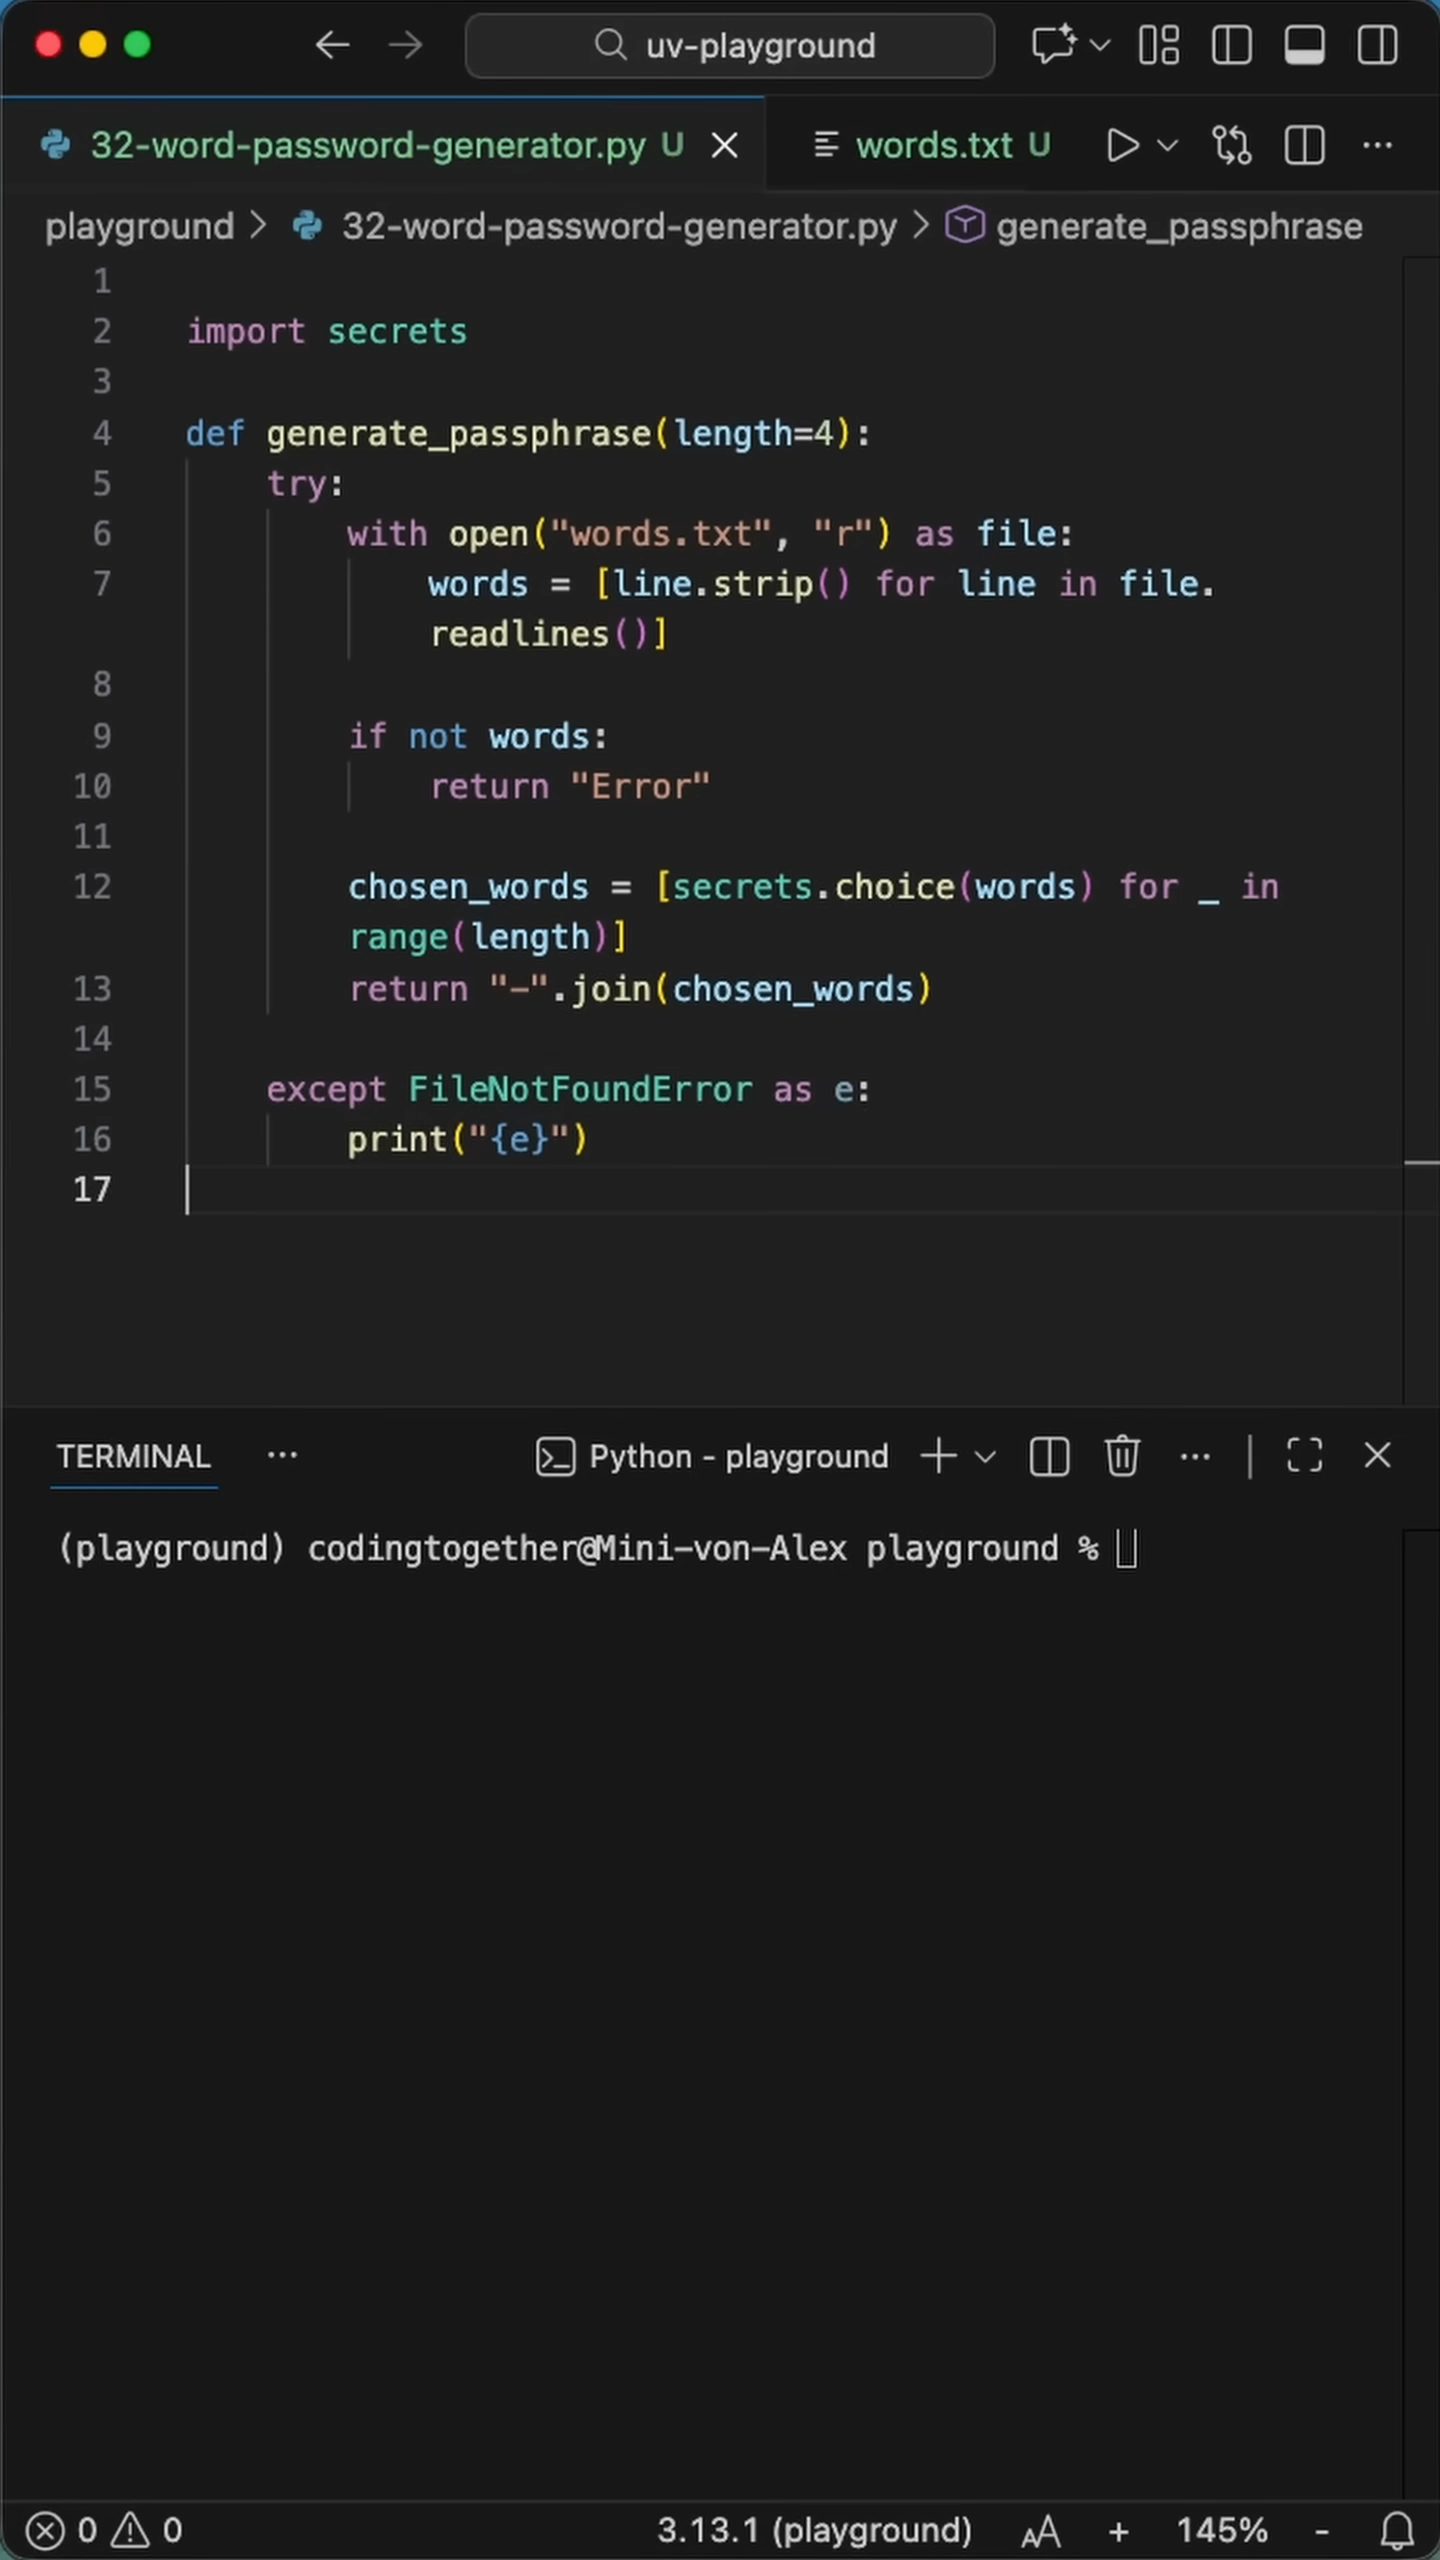 uv-playground
32-word-password-generator.py U
words.txt U
playground > 32-word-password-generator.py > generate_passphrase
1
2 import secrets
3
4 def generate_passphrase(length=4):
5 try:
6 with open("words.txt", "r") as file:
7 words = [line.strip() for line in file.
readlines()]
8
9 if not words:
10 return "Error"
11
12 chosen_words = [secrets.choice(words) for _ in
range(length)]
13 return "-".join(chosen_words)
14
15 except FileNotFoundError as e:
16 print("{e}")
17
TERMINAL ... Python - playground
(playground) codingtogether@Mini-von-Alex playground %
0 0 3.13.1 (playground) AA + 145% -